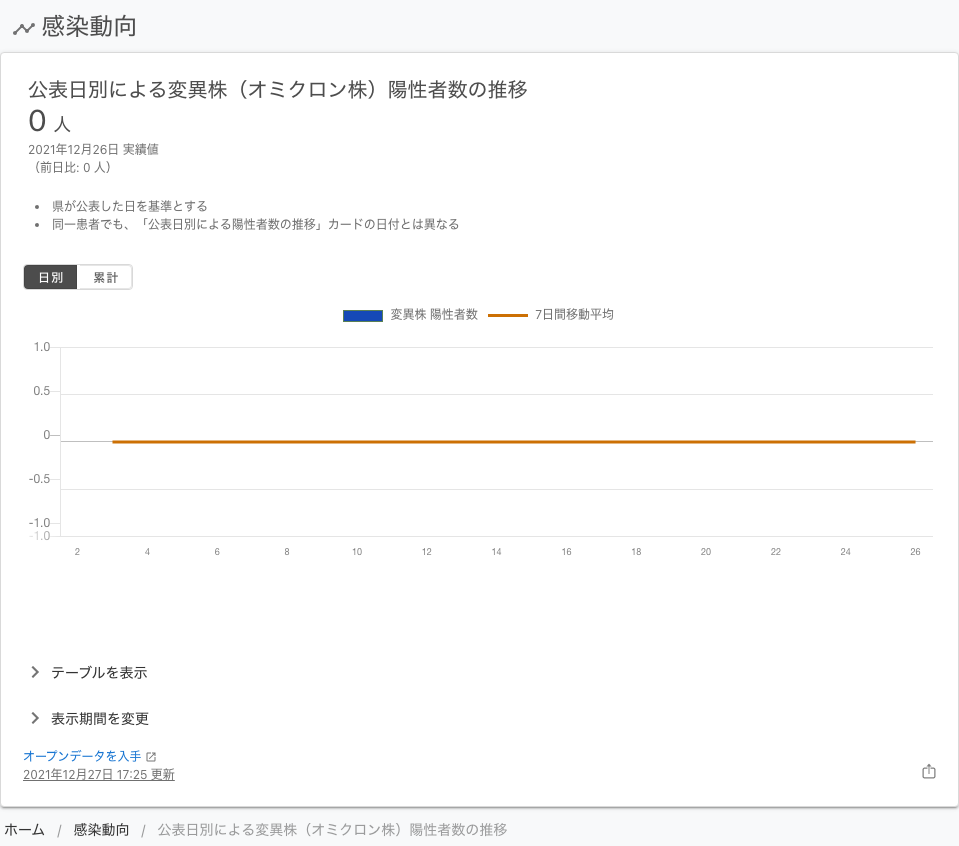 感染動向
公表日別による変異株（オミクロン株）陽性者数の推移
0 人
2021年12月26日 実績値
（前日比: 0 人）
• 県が公表した日を基準とする
• 同一患者でも、「公表日別による陽性者数の推移」カードの日付とは異なる
日別 累計
変異株 陽性者数 7日間移動平均
1.0
0.5
0
-0.5
-1.0
-1.0
2 4 6 8 10 12 14 16 18 20 22 24 26
テーブルを表示
表示期間を変更
オープンデータを入手
2021年12月27日 17:25 更新
ホーム / 感染動向 / 公表日別による変異株（オミクロン株）陽性者数の推移